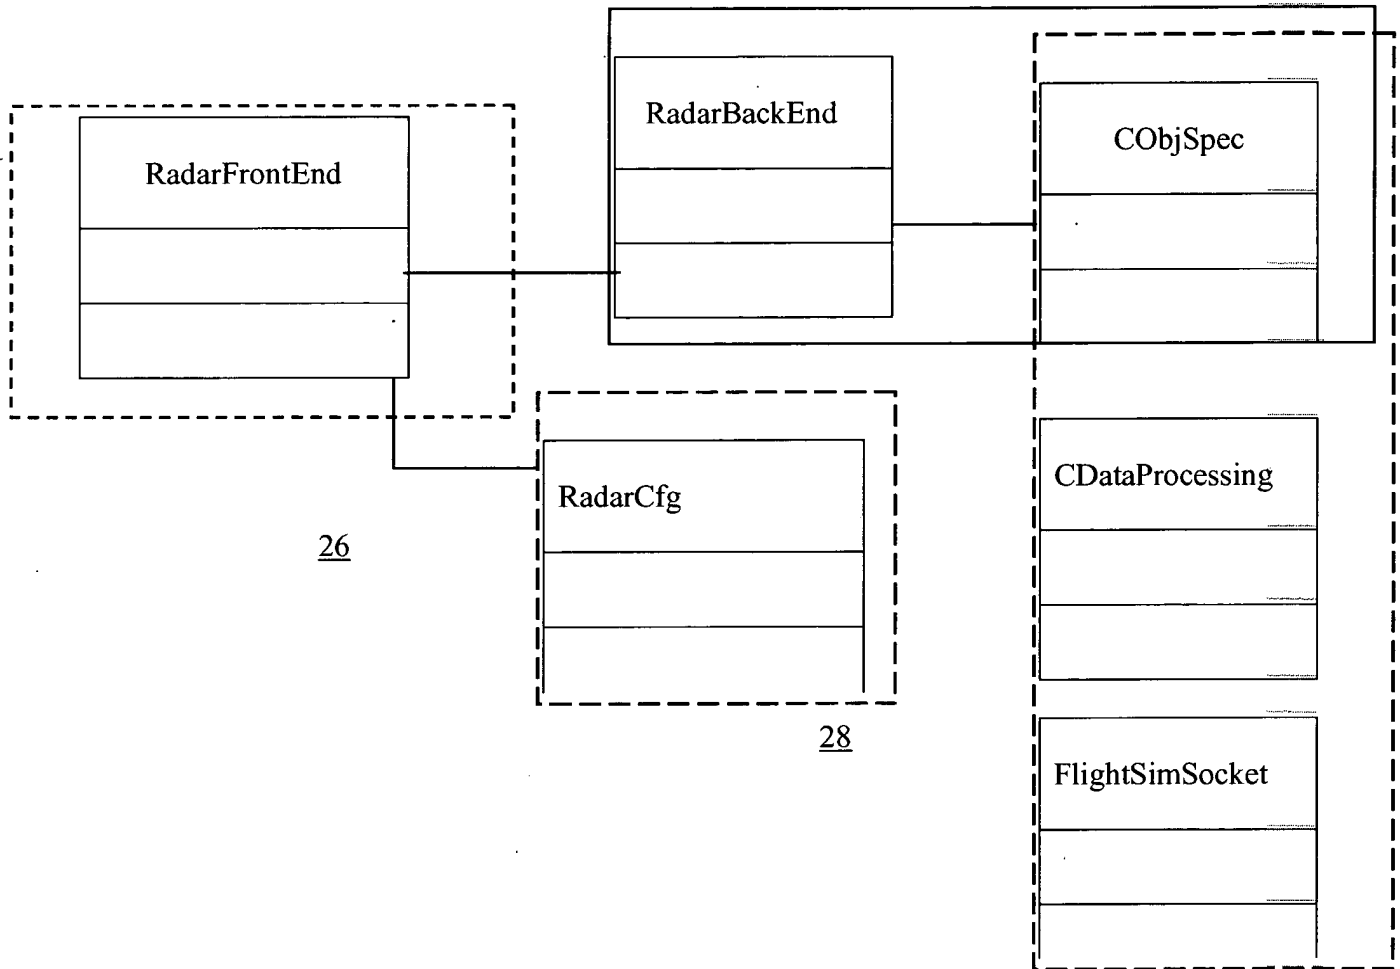 RadarFrontEnd
RadarBackEnd
CObjSpec
RadarCfg
CDataProcessing
26
28
FlightSimSocket